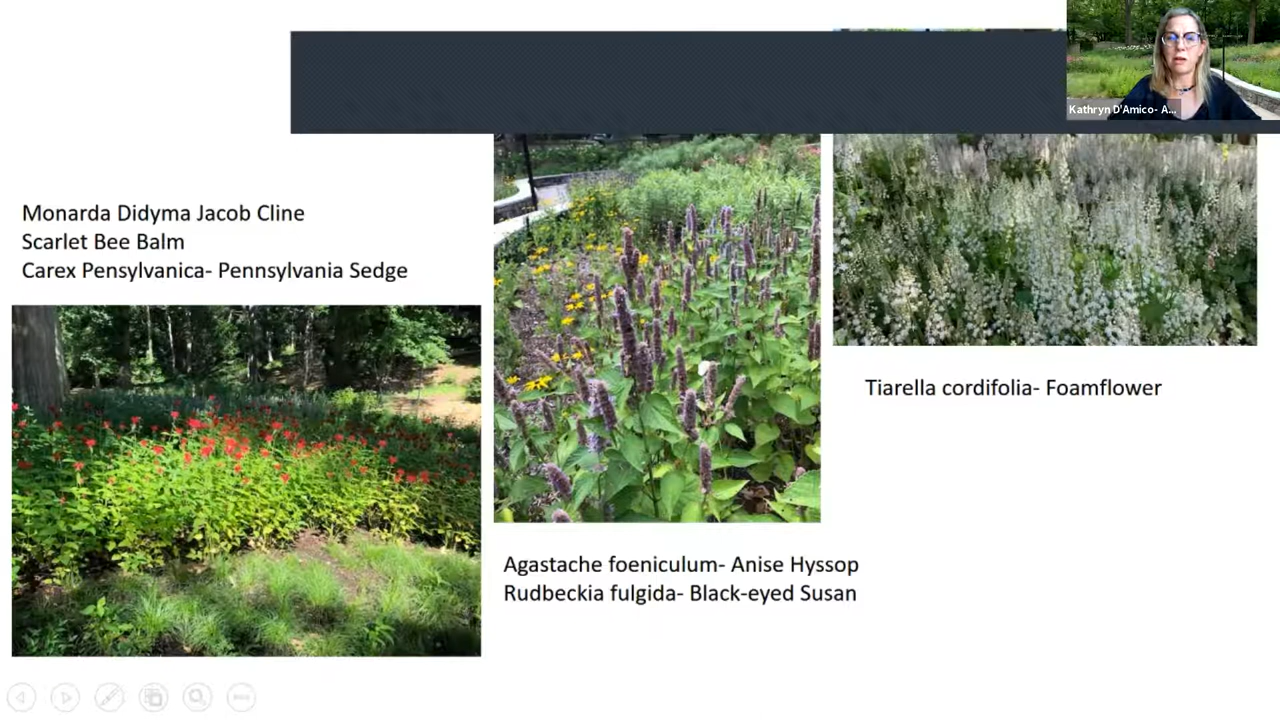 Kathryn D'Amico- A...
Monarda Didyma Jacob Cline
Scarlet Bee Balm
Carex Pensylvanica- Pennsylvania Sedge
Tiarella cordifolia- Foamflower
Agastache foeniculum- Anise Hyssop
Rudbeckia fulgida- Black-eyed Susan